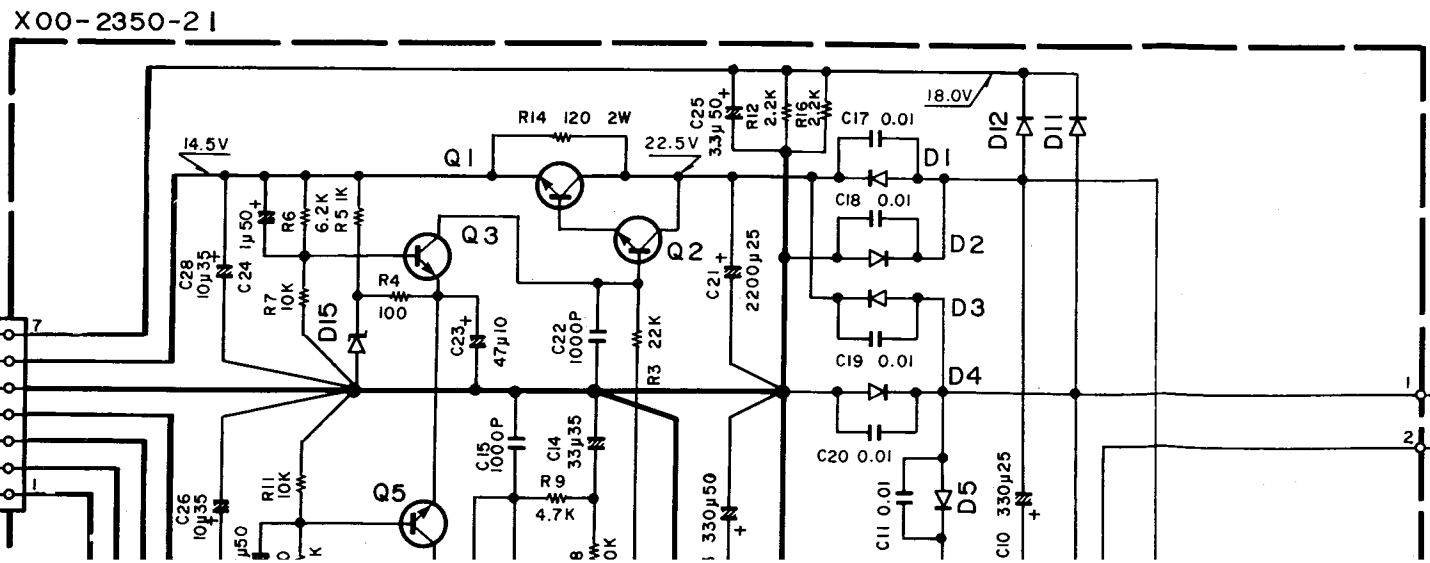 X00-2350-21
14.5V
Q1
R14 120 2W
22.5V
C25
3.3µ50
+
R12
2.2K
R16
2.2K
18.0V
C17 0.01
D1
D12
D11
C18 0.01
D2
D3
C19 0.01
D4
C20 0.01
C28
10µ35
+
C24
1µ50
+
R6
6.2K
R5 1K
Q3
Q2
C21
+
2200µ25
R7
10K
D15
R4
100
C23
+
47µ10
C22
1000P
22K
R3
7
1
C26
10µ35
+
R11
10K
Q5
C15
1000P
C14
33µ35
R9
4.7K
330µ50
+
C11 0.01
D5
C10 330µ25
+
1
2
µ50
0
K
8
0K